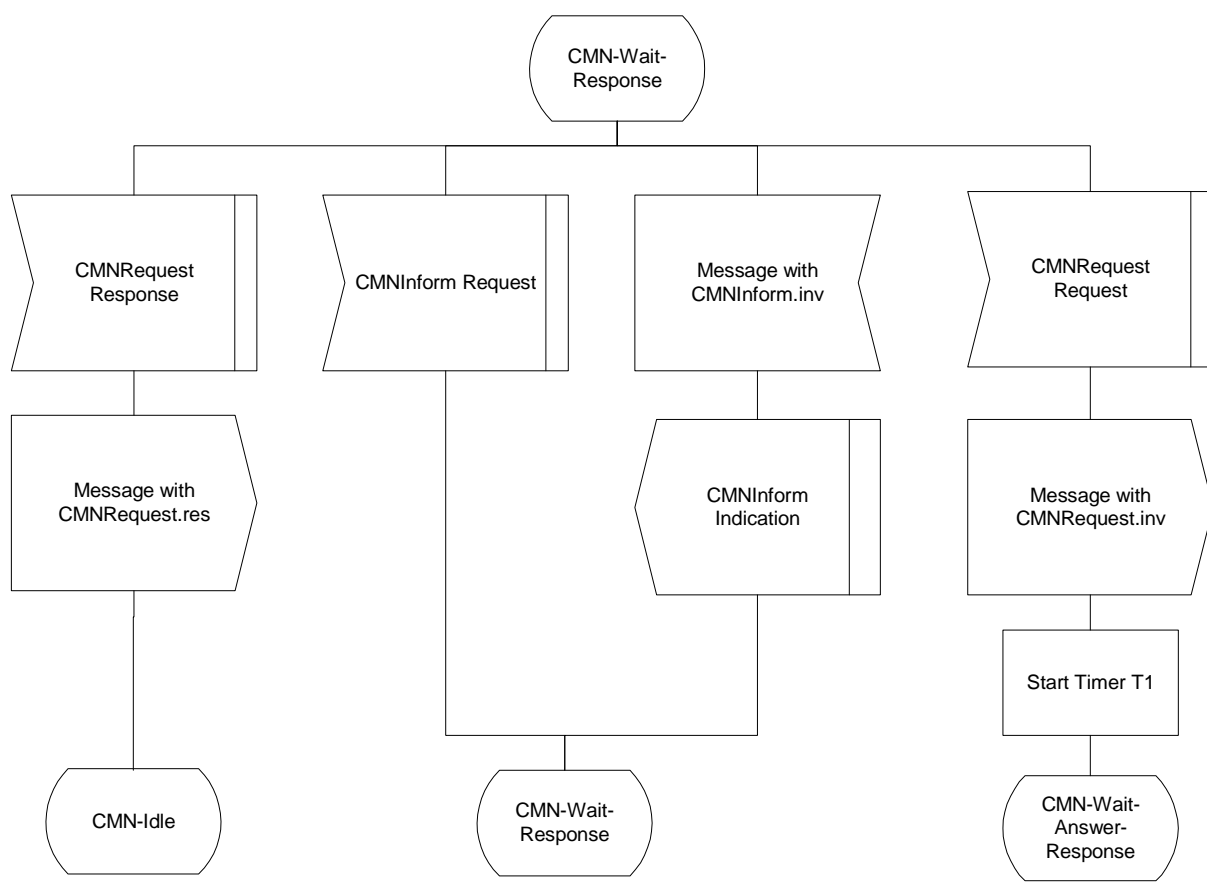 CMN-Wait-
Response
CMNRequest
Response
CMNInform Request
Message with
CMNInform.inv
CMNRequest
Request
Message with
CMNRequest.res
CMNInform
Indication
Message with
CMNRequest.inv
Start Timer T1
CMN-Idle
CMN-Wait-
Response
CMN-Wait-
Answer-
Response